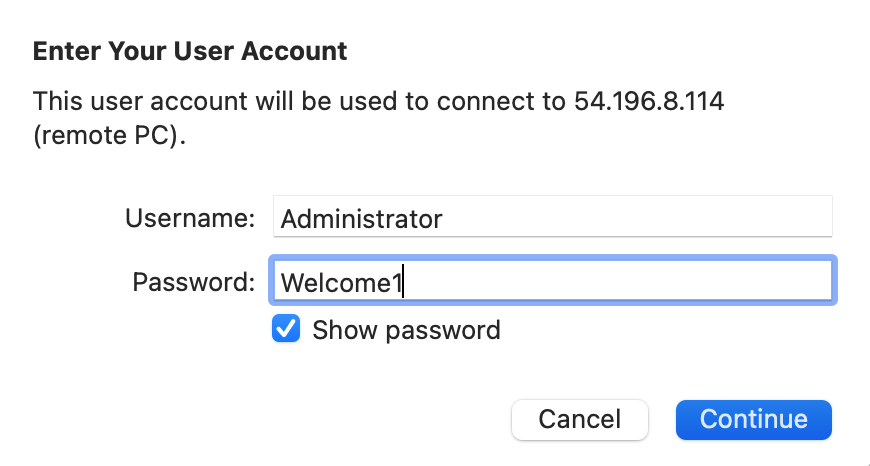 Enter Your User Account
This user account will be used to connect to 54.196.8.114
(remote PC).
Username: Administrator
Password: Welcome1
Show password
Cancel Continue